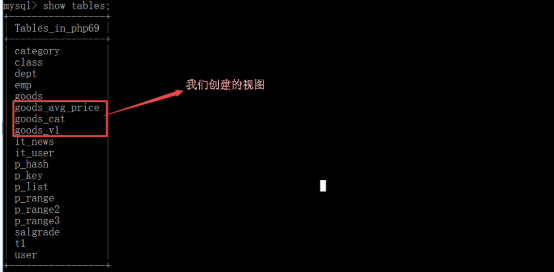 mysql> show tables;
+-----------------+
| Tables_in_php69 |
+-----------------+
| category |
| class |
| dept |
| emp |
| goods |
| goods_avg_price |
| goods_cat |
| goods_v1 |
| it_news |
| it_user |
| p_hash |
| p_key |
| p_list |
| p_range |
| p_range2 |
| p_range3 |
| salgrade |
| t1 |
| user |
+-----------------+
我们创建的视图